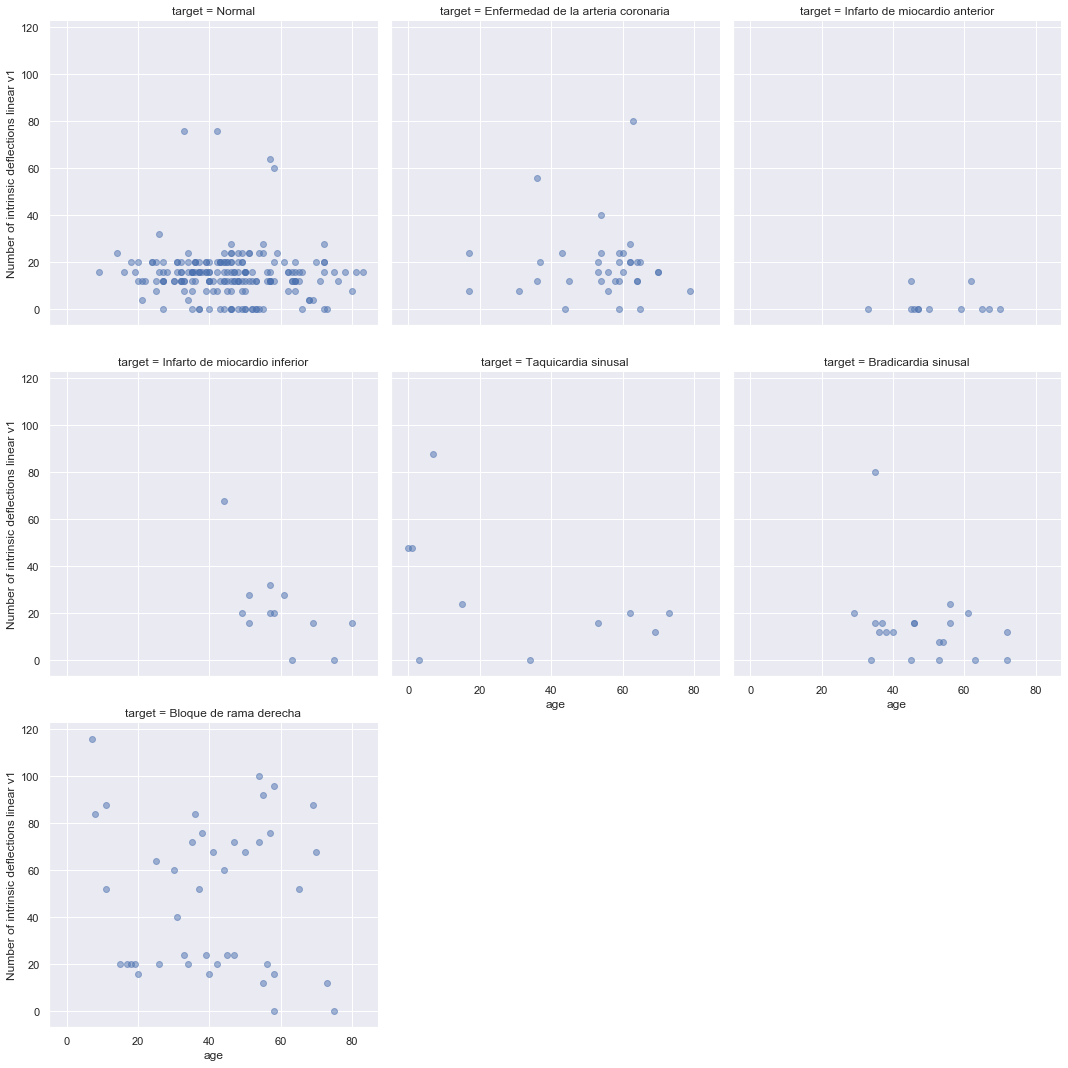 target = Normal
target = Enfermedad de la arteria coronaria
target = Infarto de miocardio anterior
120
100
80
60
40
20
0
Number of intrinsic deflections linear v1
target = Infarto de miocardio inferior
target = Taquicardia sinusal
target = Bradicardia sinusal
120
100
80
60
40
20
0
Number of intrinsic deflections linear v1
0 20 40 60 80
age
0 20 40 60 80
age
target = Bloque de rama derecha
120
100
80
60
40
20
0
Number of intrinsic deflections linear v1
0 20 40 60 80
age